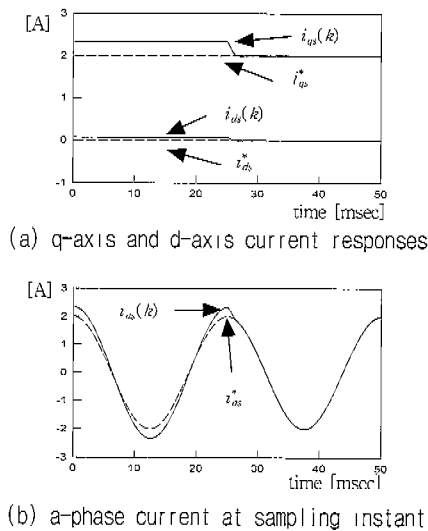 [A]
3
2
1
0
-1
i_qs(k)
i*_qs
i_ds(k)
i*_ds
0 10 20 30 40 50
time [msec]
(a) q-axis and d-axis current responses
[A]
3
2
1
0
-1
-2
-3
i_as(k)
i*_as
0 10 20 30 40 50
time [msec]
(b) a-phase current at sampling instant